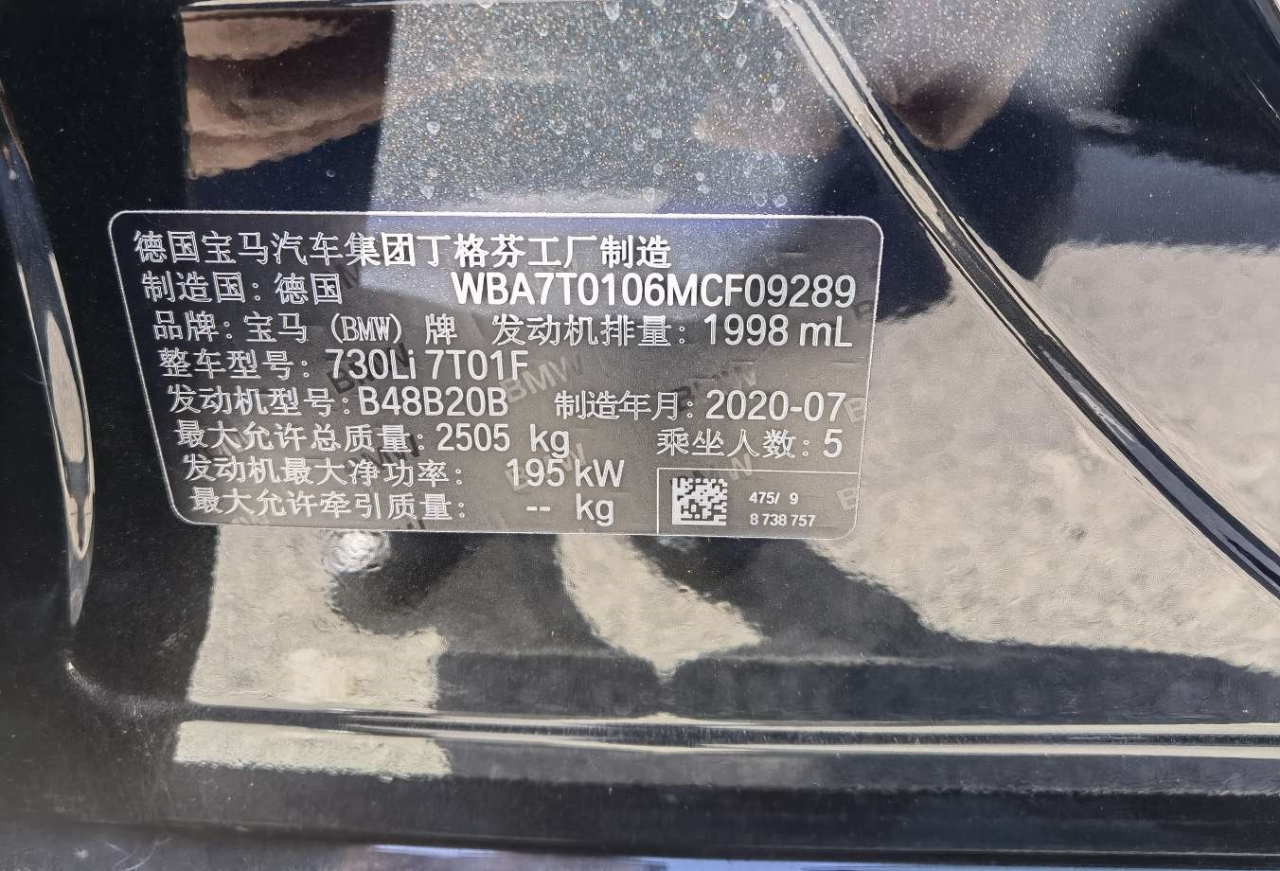 德国宝马汽车集团丁格芬工厂制造
制造国: 德国 WBA7T0106MCF09289
品牌: 宝马 (BMW) 牌 发动机排量: 1998 mL
整车型号: 730Li 7T01F
发动机型号: B48B20B 制造年月: 2020-07
最大允许总质量: 2505 kg 乘坐人数: 5
发动机最大净功率: 195 kW
最大允许牵引质量: -- kg
475/ 9
8 738 757